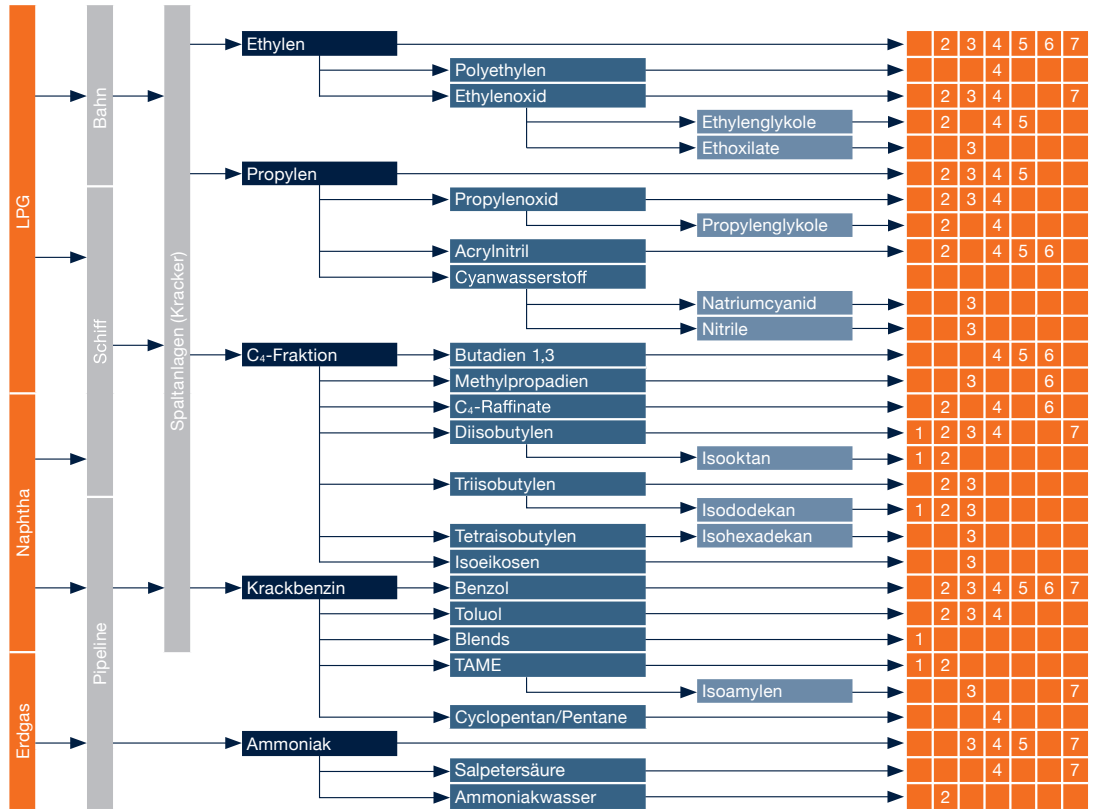 LPG
Naphtha
Erdgas
Bahn
Schiff
Pipeline
Spaltanlagen (Kracker)
Ethylen 2 3 4 5 6 7
Polyethylen 4
Ethylenoxid 2 3 4 7
Ethylenglykole 2 4 5
Ethoxilate 3
Propylen 2 3 4 5
Propylenoxid 2 3 4
Propylenglykole 2 4
Acrylnitril 2 4 5 6
Cyanwasserstoff
Natriumcyanid 3
Nitrile 3
C₄-Fraktion Butadien 1,3 4 5 6
Methylpropadien 3 6
C₄-Raffinate 2 4 6
Diisobutylen 1 2 3 4 7
Isooktan 1 2
Triisobutylen 2 3
Isododekan 1 2 3
Tetraisobutylen Isohexadekan 3
Isoeikosen 3
Krackbenzin Benzol 2 3 4 5 6 7
Toluol 2 3 4
Blends 1
TAME 1 2
Isoamylen 3 7
Cyclopentan/Pentane 4
Ammoniak 3 4 5 7
Salpetersäure 4 7
Ammoniakwasser 2